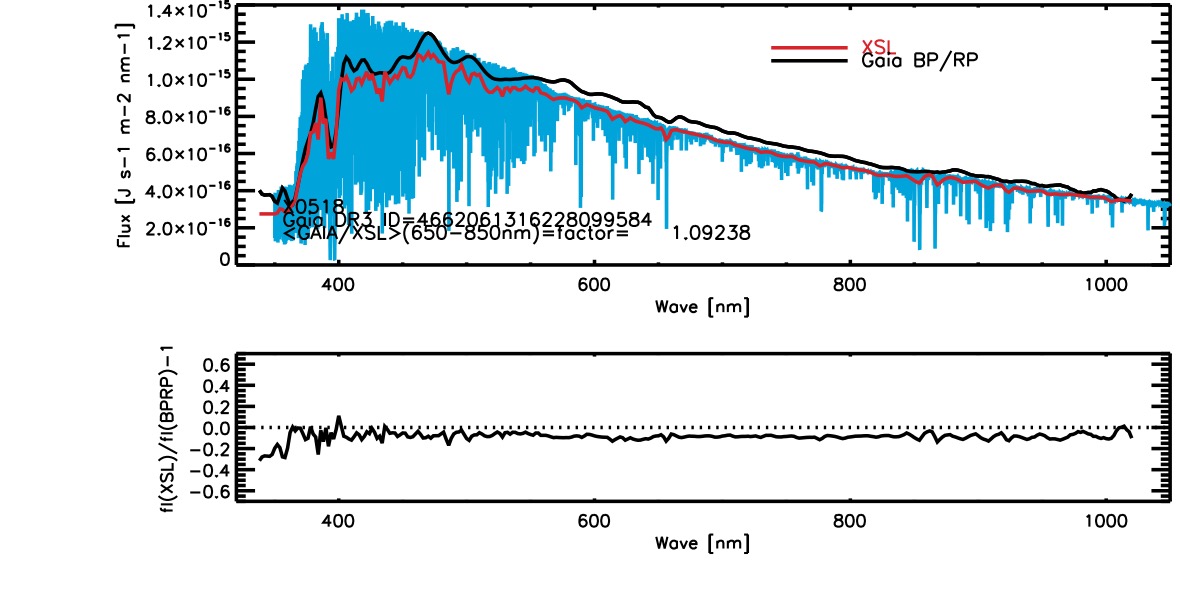 1.4×10−15
1.2×10−15
1.0×10−15
8.0×10−16
6.0×10−16
4.0×10−16
2.0×10−16
0
Flux [J s−1 m−2 nm−1]
XSL
Gaia BP/RP
X0518
Gaia DR3 ID=4662061316228099584
<GAIA/XSL>(650−850nm)=factor= 1.09238
400 600 800 1000
Wave [nm]
0.6
0.4
0.2
0.0
−0.2
−0.4
−0.6
fl(XSL)/fl(BPRP)−1
400 600 800 1000
Wave [nm]